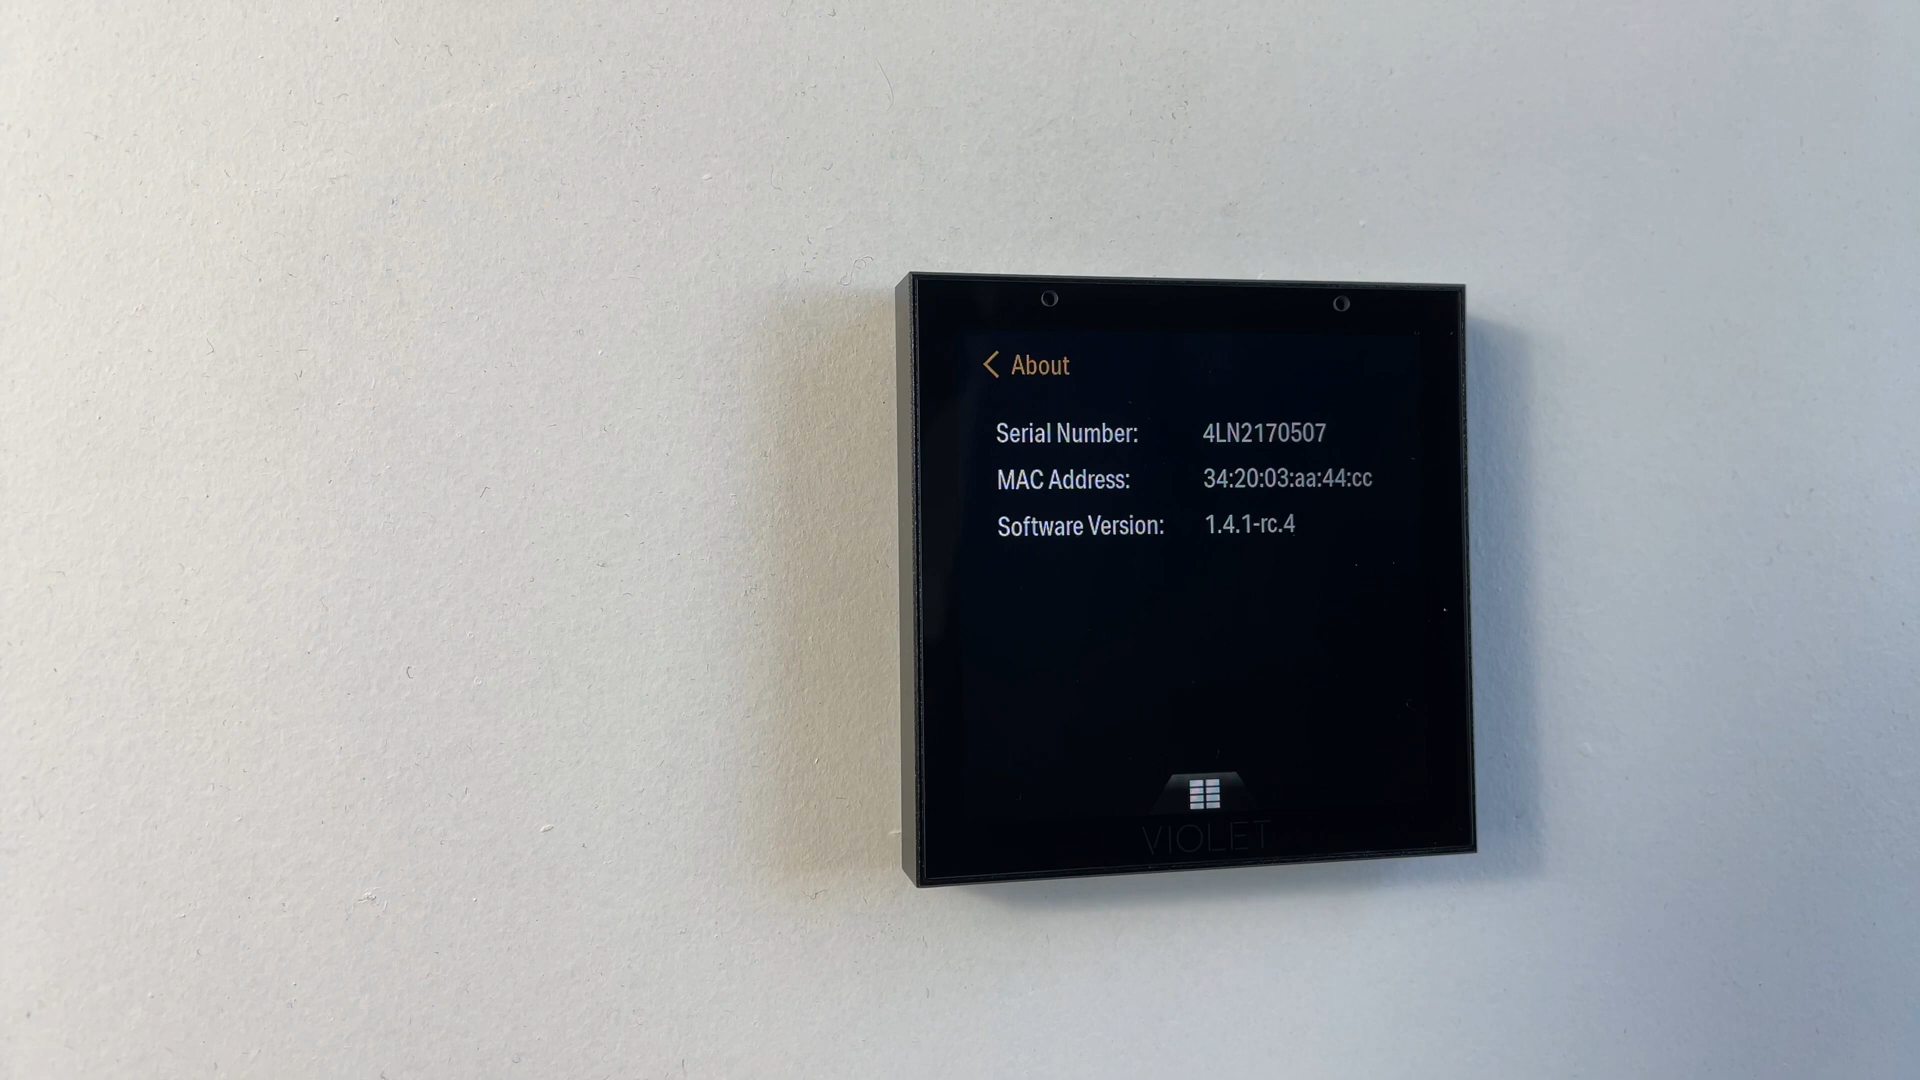 About
Serial Number: 4LN2170507
MAC Address: 34:20:03:aa:44:cc
Software Version: 1.4.1-rc.4
VIOLET